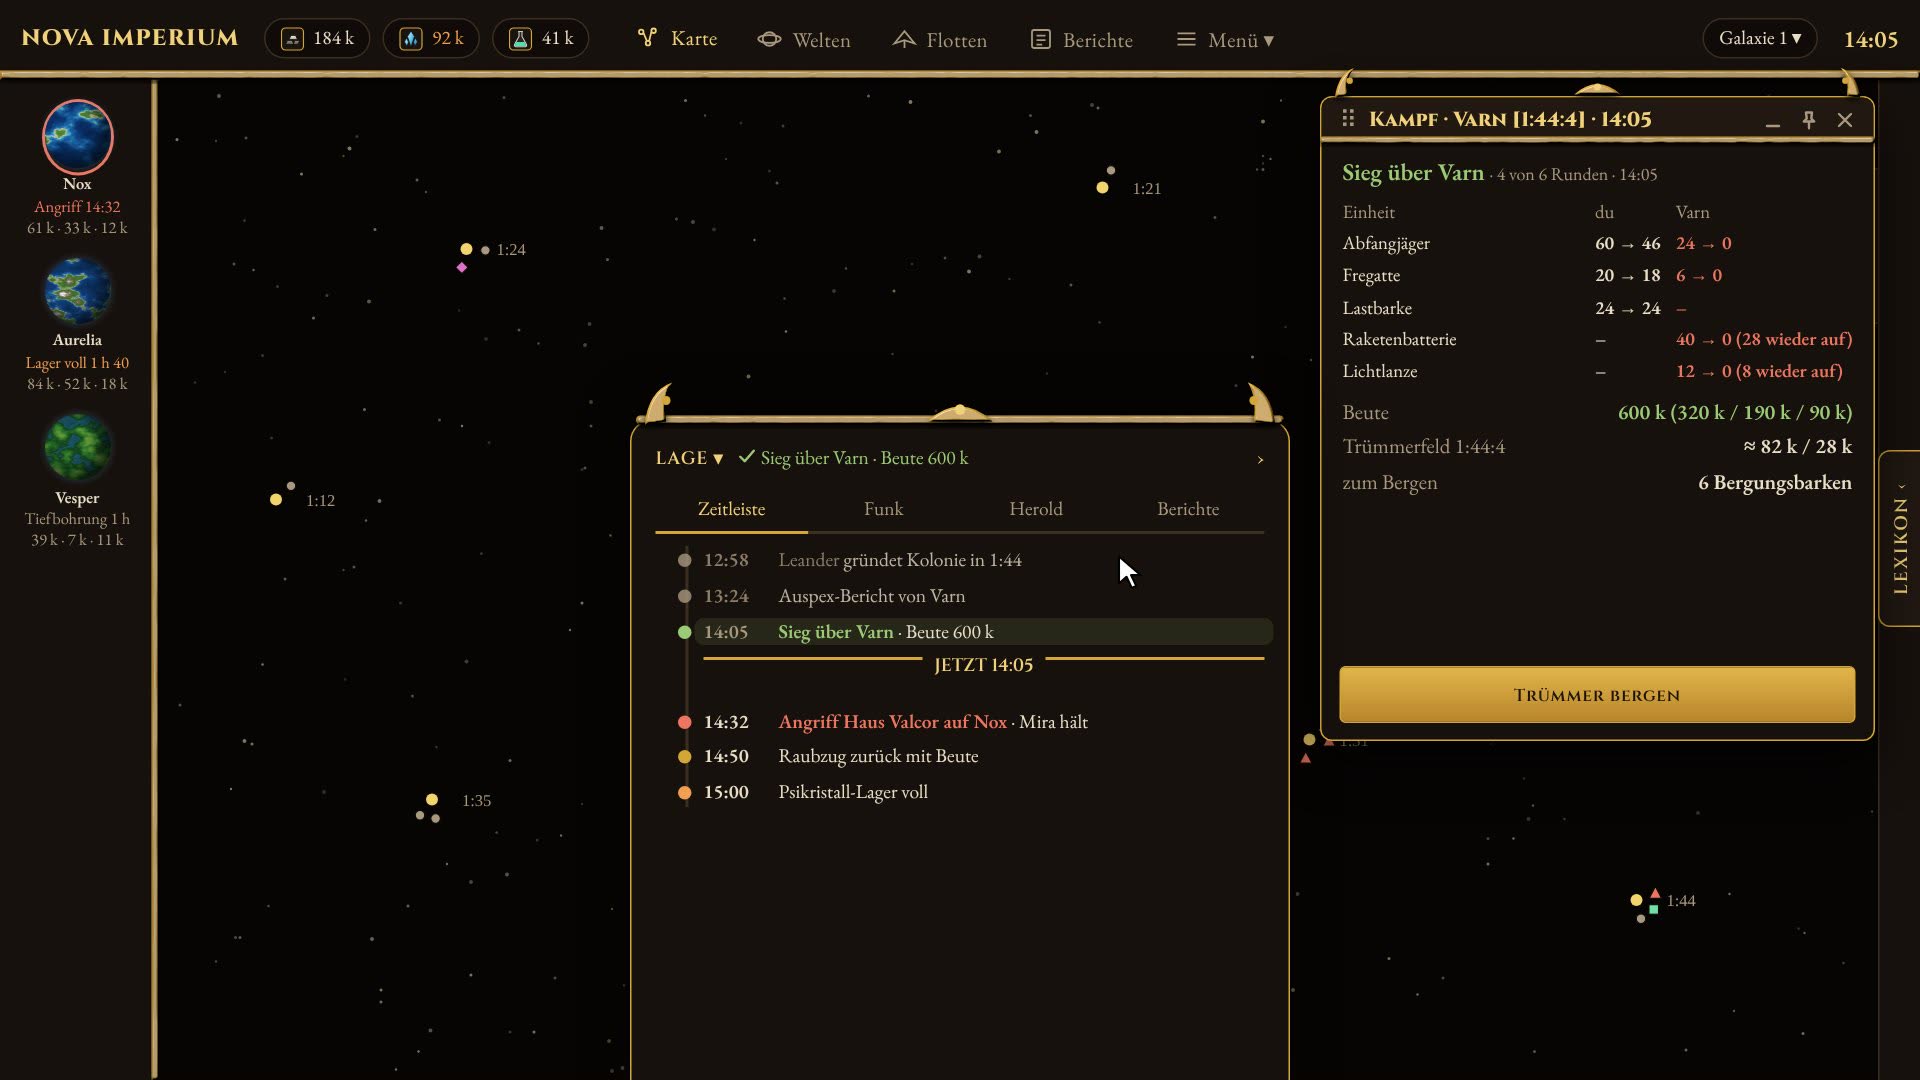 NOVA IMPERIUM 184 k 92 k 41 k Karte Welten Flotten Berichte Menü ▾ Galaxie 1 ▾ 14:05
Nox
Angriff 14:32
61 k · 33 k · 12 k
Aurelia
Lager voll 1 h 40
84 k · 52 k · 18 k
Vesper
Tiefbohrung 1 h
39 k · 7 k · 11 k
1:21
1:24
1:12
1:35
1:31
1:44
LAGE ▾ ✓ Sieg über Varn · Beute 600 k ›
Zeitleiste Funk Herold Berichte
12:58 Leander gründet Kolonie in 1:44
13:24 Auspex-Bericht von Varn
14:05 Sieg über Varn · Beute 600 k
JETZT 14:05
14:32 Angriff Haus Valcor auf Nox · Mira hält
14:50 Raubzug zurück mit Beute
15:00 Psikristall-Lager voll
Kampf · Varn [1:44:4] · 14:05
Sieg über Varn · 4 von 6 Runden · 14:05
Einheit du Varn
Abfangjäger 60 → 46 24 → 0
Fregatte 20 → 18 6 → 0
Lastbarke 24 → 24 –
Raketenbatterie – 40 → 0 (28 wieder auf)
Lichtlanze – 12 → 0 (8 wieder auf)
Beute 600 k (320 k / 190 k / 90 k)
Trümmerfeld 1:44:4 ≈ 82 k / 28 k
zum Bergen 6 Bergungsbarken
Trümmer bergen
LEXIKON ›